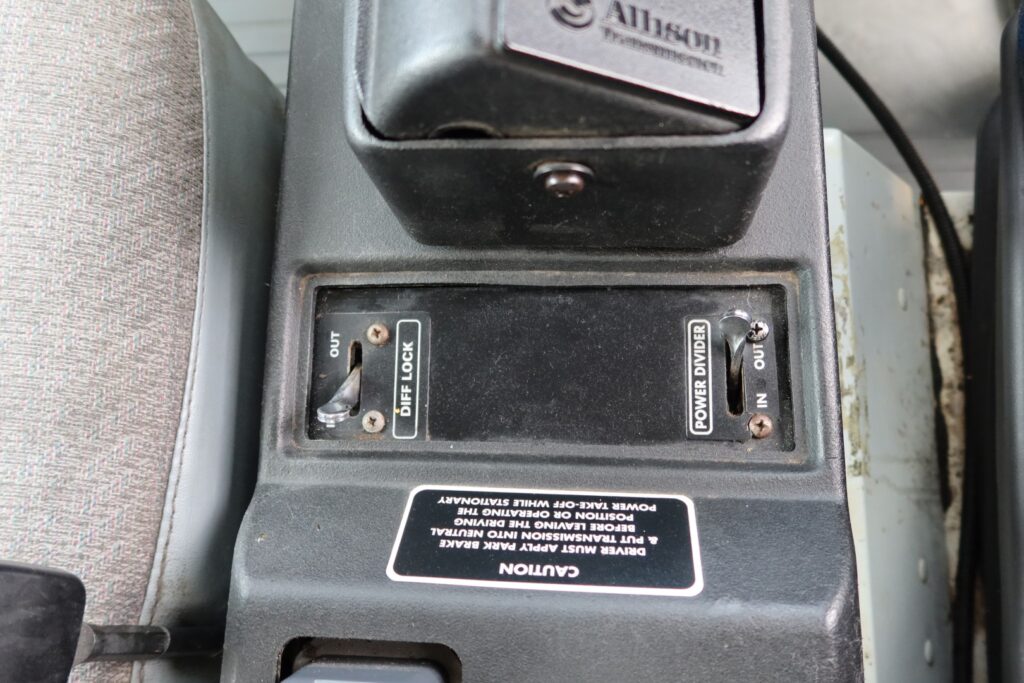 Allison
Transmission
OUT
IN
DIFF LOCK
POWER DIVIDER
OUT
IN
CAUTION
DRIVER MUST APPLY PARK BRAKE
& PUT TRANSMISSION INTO NEUTRAL
BEFORE LEAVING THE DRIVING
POSITION OR OPERATING THE
POWER TAKE-OFF WHILE STATIONARY